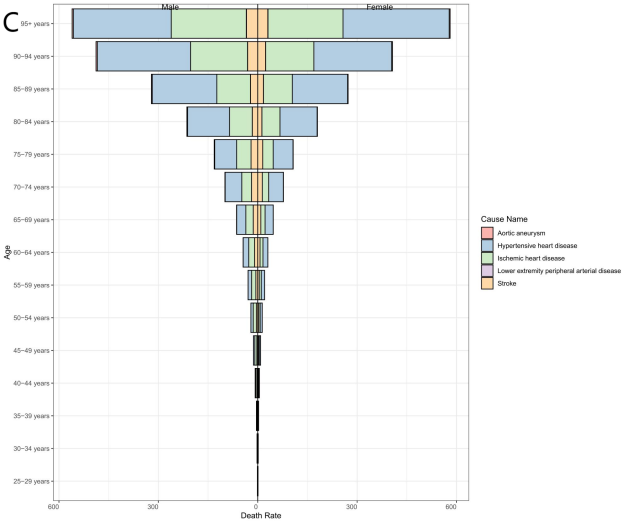 C
Male Female
95+ years
90−94 years
85−89 years
80−84 years
75−79 years
70−74 years
65−69 years
60−64 years
55−59 years
50−54 years
45−49 years
40−44 years
35−39 years
30−34 years
25−29 years
Age
600 300 0 300 600
Death Rate
Cause Name
Aortic aneurysm
Hypertensive heart disease
Ischemic heart disease
Lower extremity peripheral arterial disease
Stroke